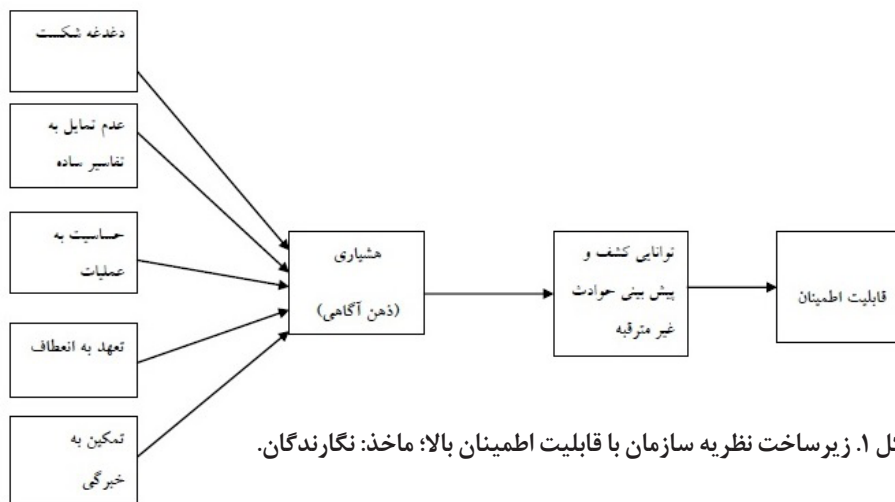 دغدغه شکست
عدم تمایل به
تفاسیر ساده
حساسیت به
عملیات
تعهد به انعطاف
تمکین به
خبرگی
هشیاری
(ذهن آگاهی)
توانایی کشف و
پیش بینی حوادث
غیر مترقبه
قابلیت اطمینان
۱. زیرساخت نظریه سازمان با قابلیت اطمینان بالا؛ ماخذ: نگارندگان.